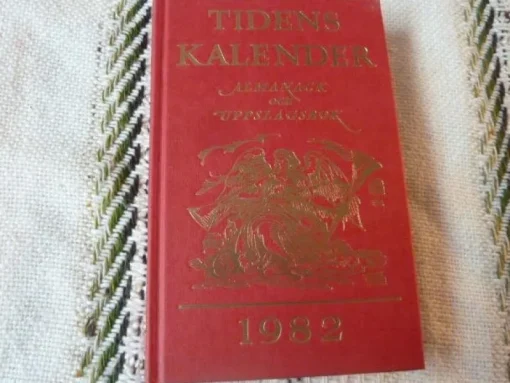 TIDENS
KALENDER
ALMANACK
och
UPPSLAGSBOK
1982